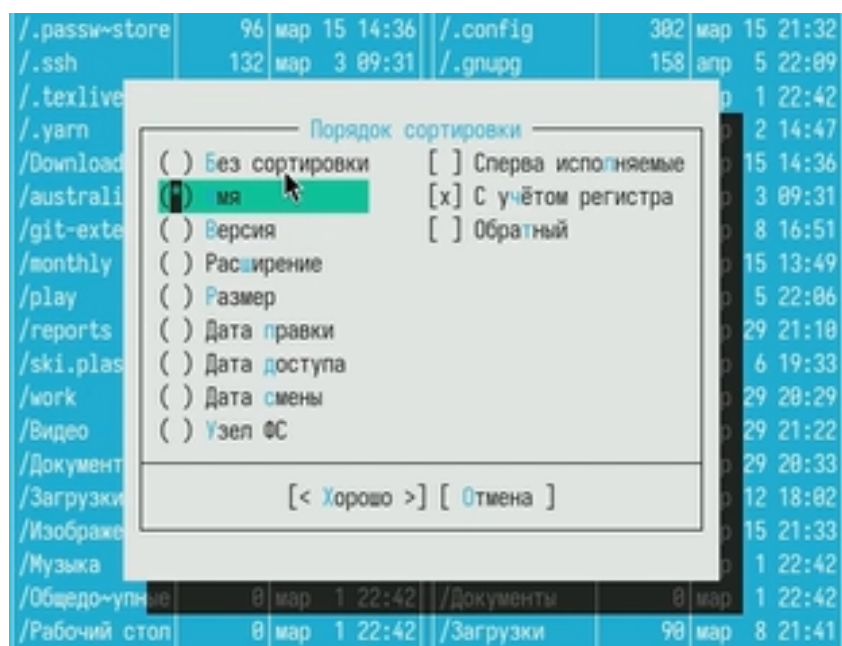 /.passw~store 96 мар 15 14:36 /.config 302 мар 15 21:32
/.ssh 132 мар 3 09:31 /.gnupg 158 апр 5 22:09
/.texlive 1 22:42
/.yarn 2 14:47
/Download 15 14:36
/australi 3 09:31
/git-exte 8 16:51
/monthly 15 13:49
/play 5 22:06
/reports 29 21:10
/ski.plas 6 19:33
/work 29 20:29
/Видео 29 21:22
/Документ 29 20:33
/Загрузки 12 18:02
/Изображе 15 21:33
/Музыка 1 22:42
/Общедо~упные 0 мар 1 22:42 /Документы 0 мар 1 22:42
/Рабочий стол 0 мар 1 22:42 /Загрузки 90 мар 8 21:41
Порядок сортировки
( ) Без сортировки [ ] Сперва исполняемые
(*) Имя [x] С учётом регистра
( ) Версия [ ] Обратный
( ) Расширение
( ) Размер
( ) Дата правки
( ) Дата доступа
( ) Дата смены
( ) Узел ФС
[< Хорошо >] [ Отмена ]